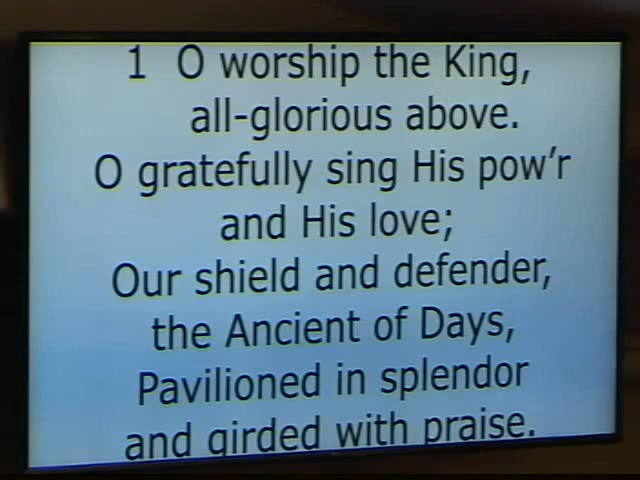 1 O worship the King,
all-glorious above.
O gratefully sing His pow'r
and His love;
Our shield and defender,
the Ancient of Days,
Pavilioned in splendor
and girded with praise.